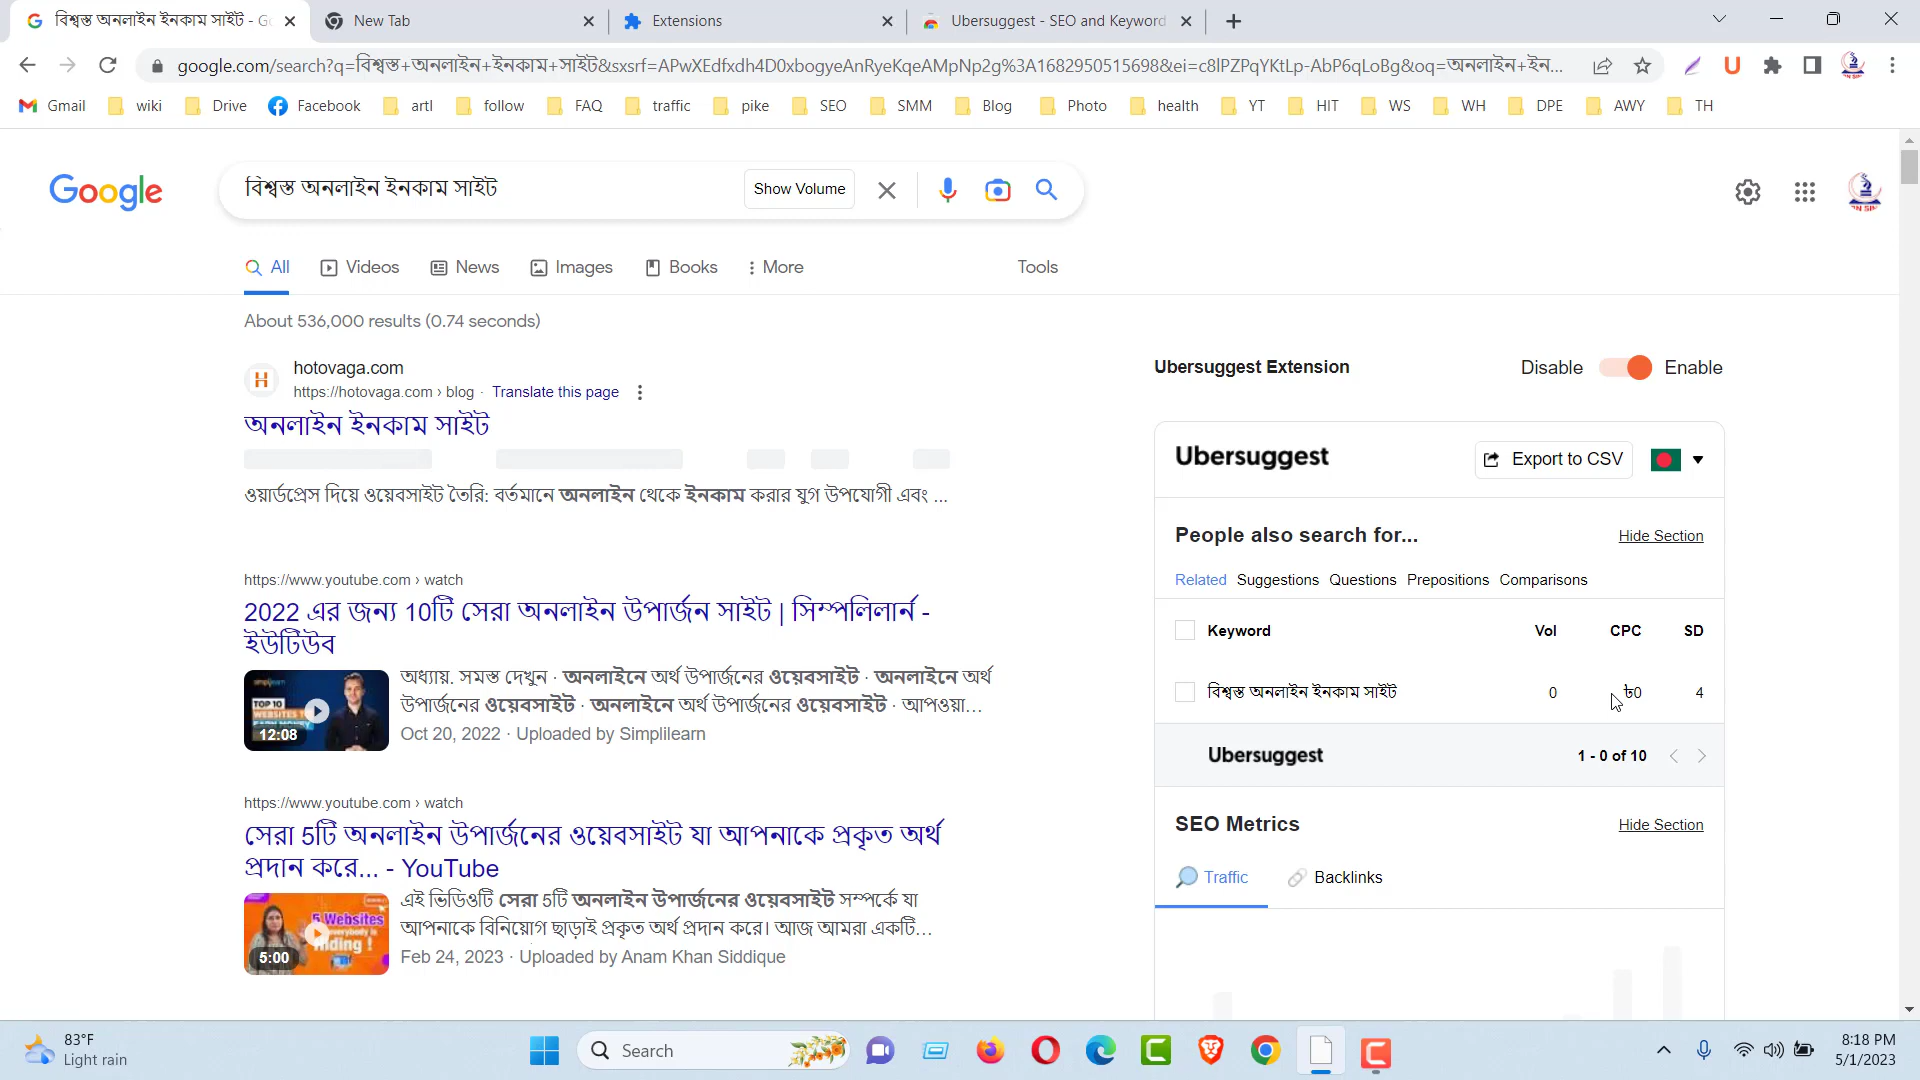 বিশ্বস্ত অনলাইন ইনকাম সাইট - Go
New Tab
Extensions
Ubersuggest - SEO and Keyword
google.com/search?q=বিশ্বস্ত+অনলাইন+ইনকাম+সাইট&sxsrf=APwXEdfxdh4D0xbogyeAnRyeKqeAMpNp2g%3A1682950515698&ei=c8lPZPqYKtLp-AbP6qLoBg&oq=অনলাইন+ইন...
Gmail wiki Drive Facebook artl follow FAQ traffic pike SEO SMM Blog Photo health YT HIT WS WH DPE AWY TH
Google
বিশ্বস্ত অনলাইন ইনকাম সাইট
Show Volume
All Videos News Images Books More Tools
About 536,000 results (0.74 seconds)
hotovaga.com
https://hotovaga.com › blog · Translate this page
অনলাইন ইনকাম সাইট
ওয়ার্ডপ্রেস দিয়ে ওয়েবসাইট তৈরি: বর্তমানে অনলাইন থেকে ইনকাম করার যুগ উপযোগী এবং ...
https://www.youtube.com › watch
2022 এর জন্য 10টি সেরা অনলাইন উপার্জন সাইট | সিম্পলিলার্ন -
ইউটিউব
অধ্যায়. সমস্ত দেখুন · অনলাইনে অর্থ উপার্জনের ওয়েবসাইট · অনলাইনে অর্থ
উপার্জনের ওয়েবসাইট · অনলাইনে অর্থ উপার্জনের ওয়েবসাইট · আপওয়া...
Oct 20, 2022 · Uploaded by Simplilearn
simplilearn
TOP 10
WEBSITES TO
EARN MONEY
12:08
https://www.youtube.com › watch
সেরা 5টি অনলাইন উপার্জনের ওয়েবসাইট যা আপনাকে প্রকৃত অর্থ
প্রদান করে... - YouTube
এই ভিডিওটি সেরা 5টি অনলাইন উপার্জনের ওয়েবসাইট সম্পর্কে যা
আপনাকে বিনিয়োগ ছাড়াই প্রকৃত অর্থ প্রদান করে। আজ আমরা একটি...
Feb 24, 2023 · Uploaded by Anam Khan Siddique
5 Websites
everybody is
Hiding !
5:00
Ubersuggest Extension
Disable
Enable
Ubersuggest
Export to CSV
People also search for...
Hide Section
Related Suggestions Questions Prepositions Comparisons
Keyword Vol CPC SD
বিশ্বস্ত অনলাইন ইনকাম সাইট 0 ৳0 4
Ubersuggest 1 - 0 of 10
SEO Metrics
Hide Section
Traffic Backlinks
83°F
Light rain
Search
8:18 PM
5/1/2023